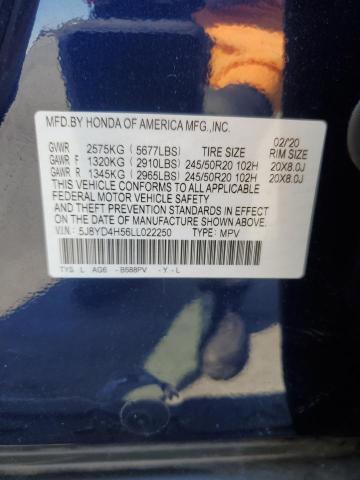 MFD.BY HONDA OF AMERICA MFG.,INC.
02/20
GVWR 2575KG (5677LBS) TIRE SIZE RIM SIZE
GAWR F 1320KG (2910LBS) 245/50R20 102H 20X8.0J
GAWR R 1345KG (2965LBS) 245/50R20 102H 20X8.0J
THIS VEHICLE CONFORMS TO ALL APPLICABLE
FEDERAL MOTOR VEHICLE SAFETY
AND THEFT PREVENTION STANDARDS IN EFFECT
ON THE DATE OF MANUFACTURE SHOWN ABOVE.
V.I.N.: 5J8YD4H56LL022250 TYPE: MPV
TYS L AG6 -B588PV -Y-L